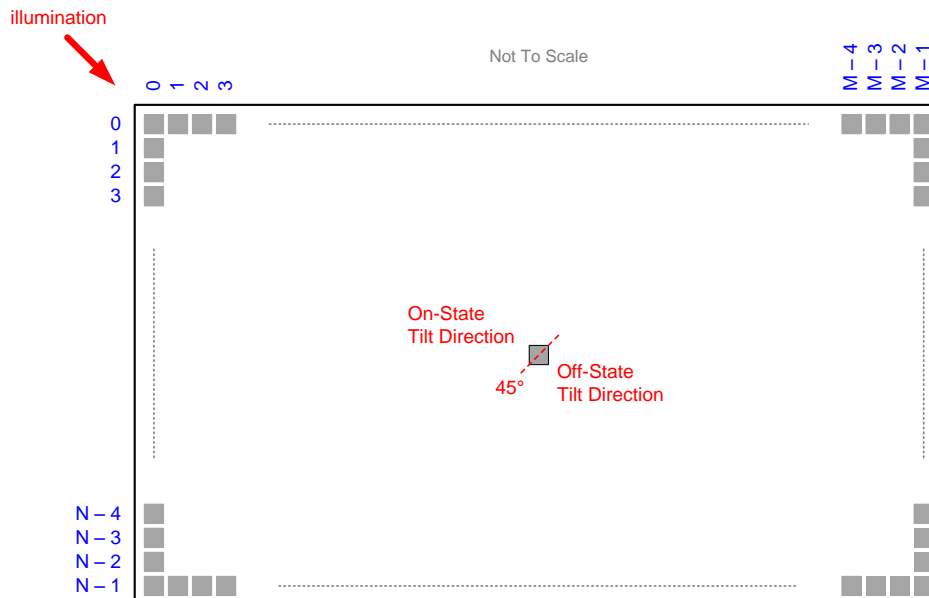 illumination
Not To Scale
0
1
2
3
M – 4
M – 3
M – 2
M – 1
0
1
2
3
On-State
Tilt Direction
Off-State
Tilt Direction
45°
N – 4
N – 3
N – 2
N – 1